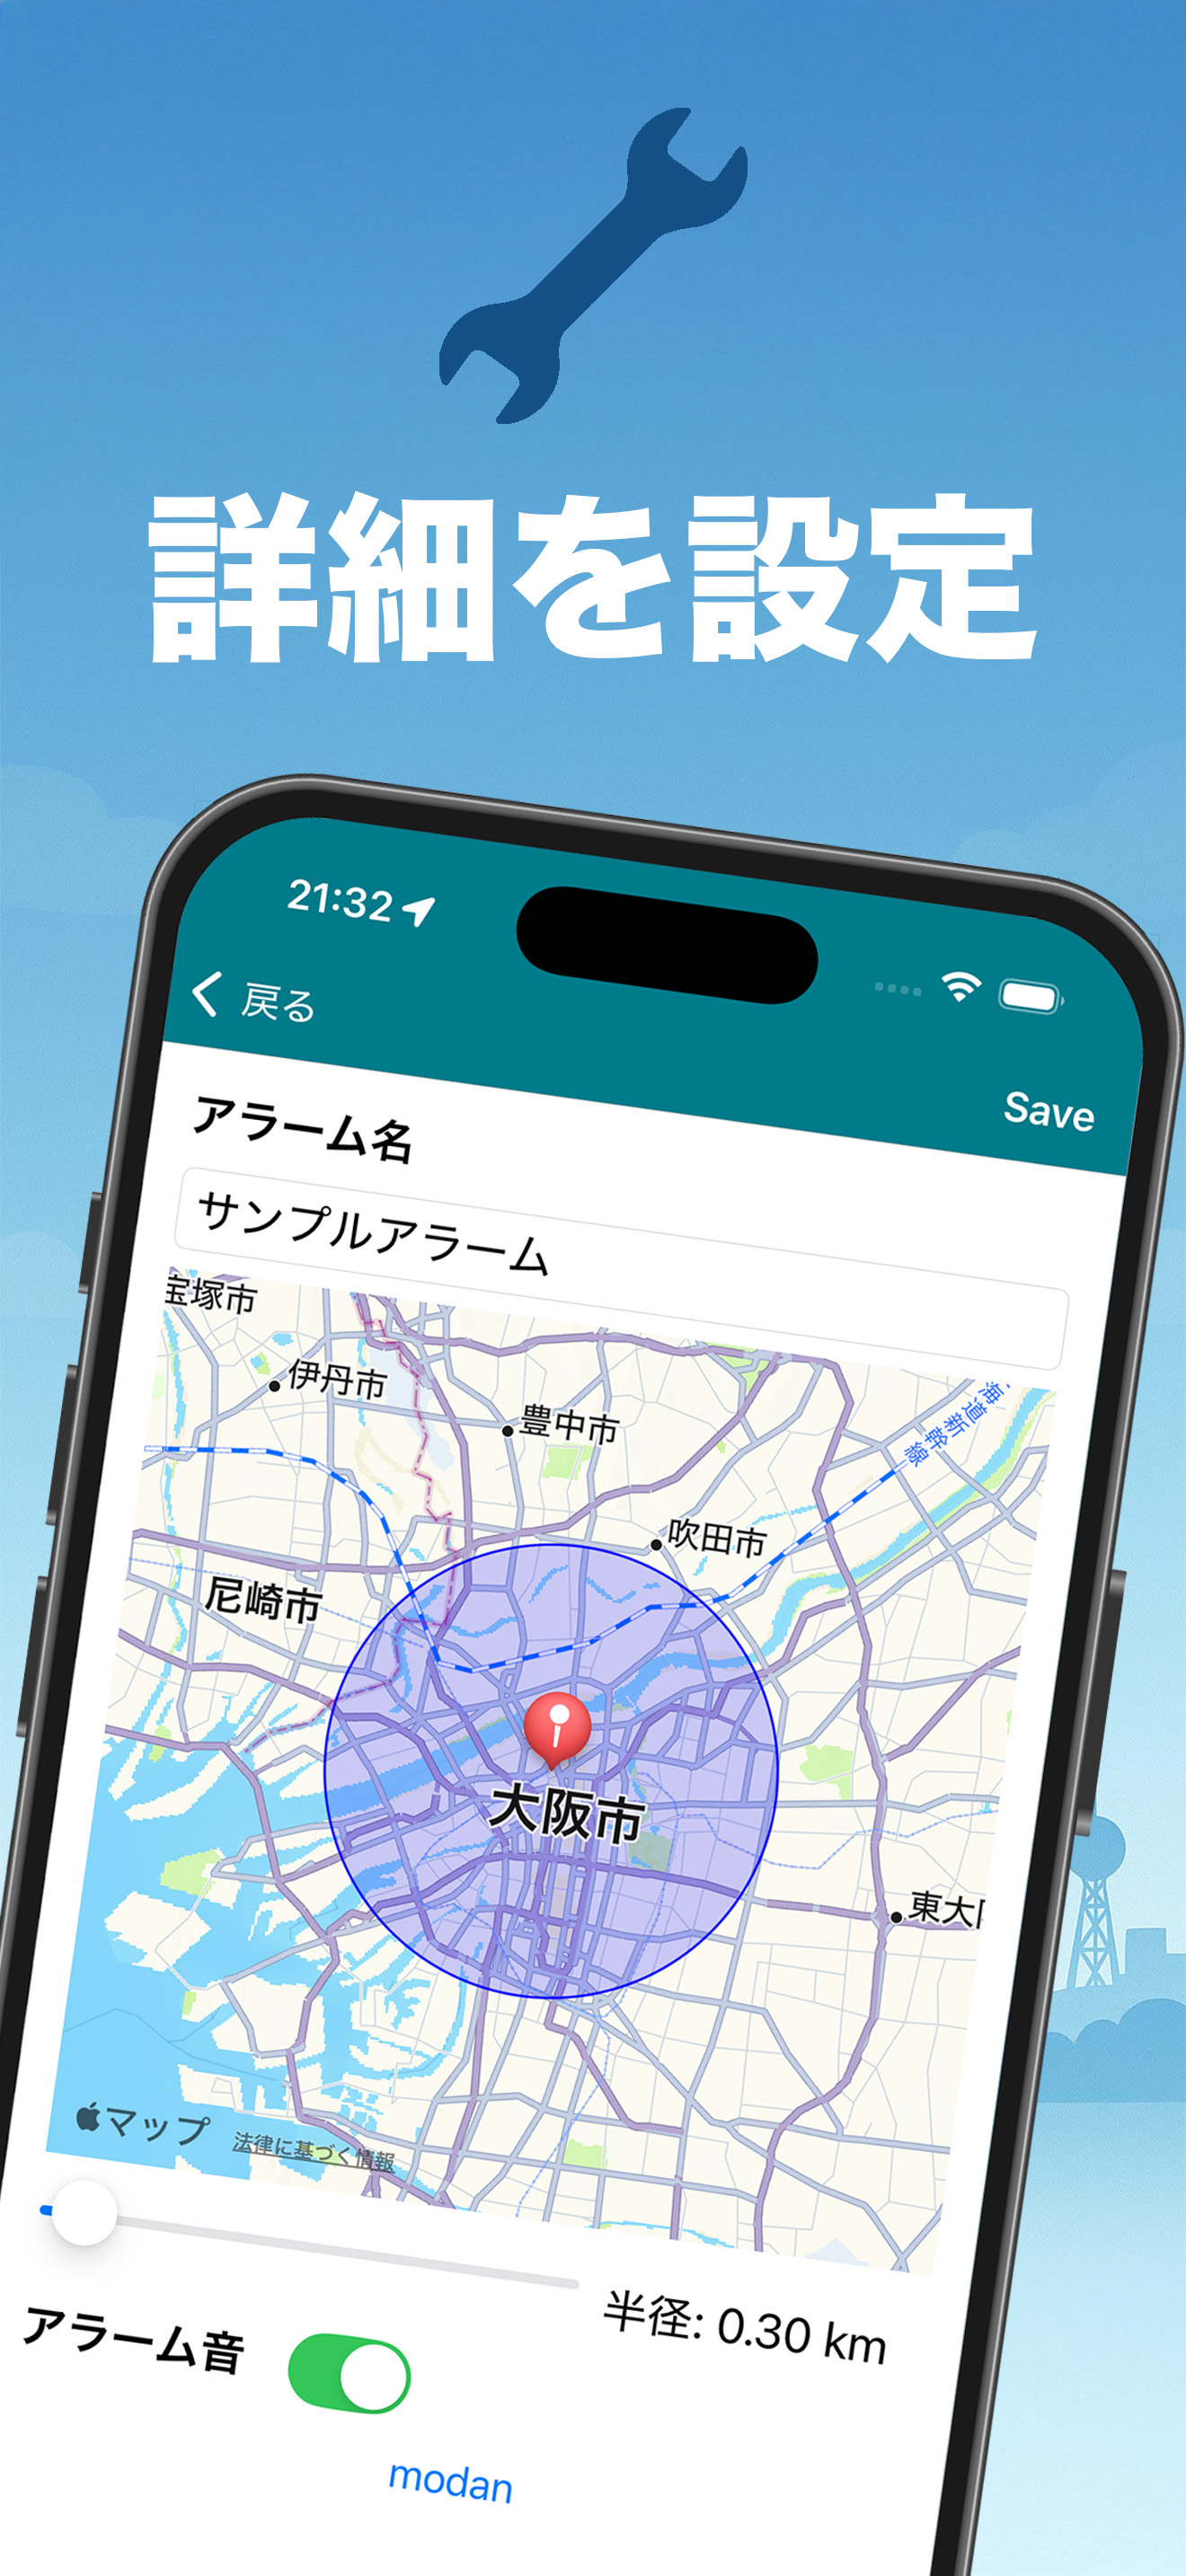 詳細を設定
21:32
戻る
Save
アラーム名
サンプルアラーム
宝塚市
伊丹市
豊中市
海道新幹線
吹田市
尼崎市
大阪市
東大
マップ
法律に基づく情報
半径: 0.30 km
アラーム音
modan